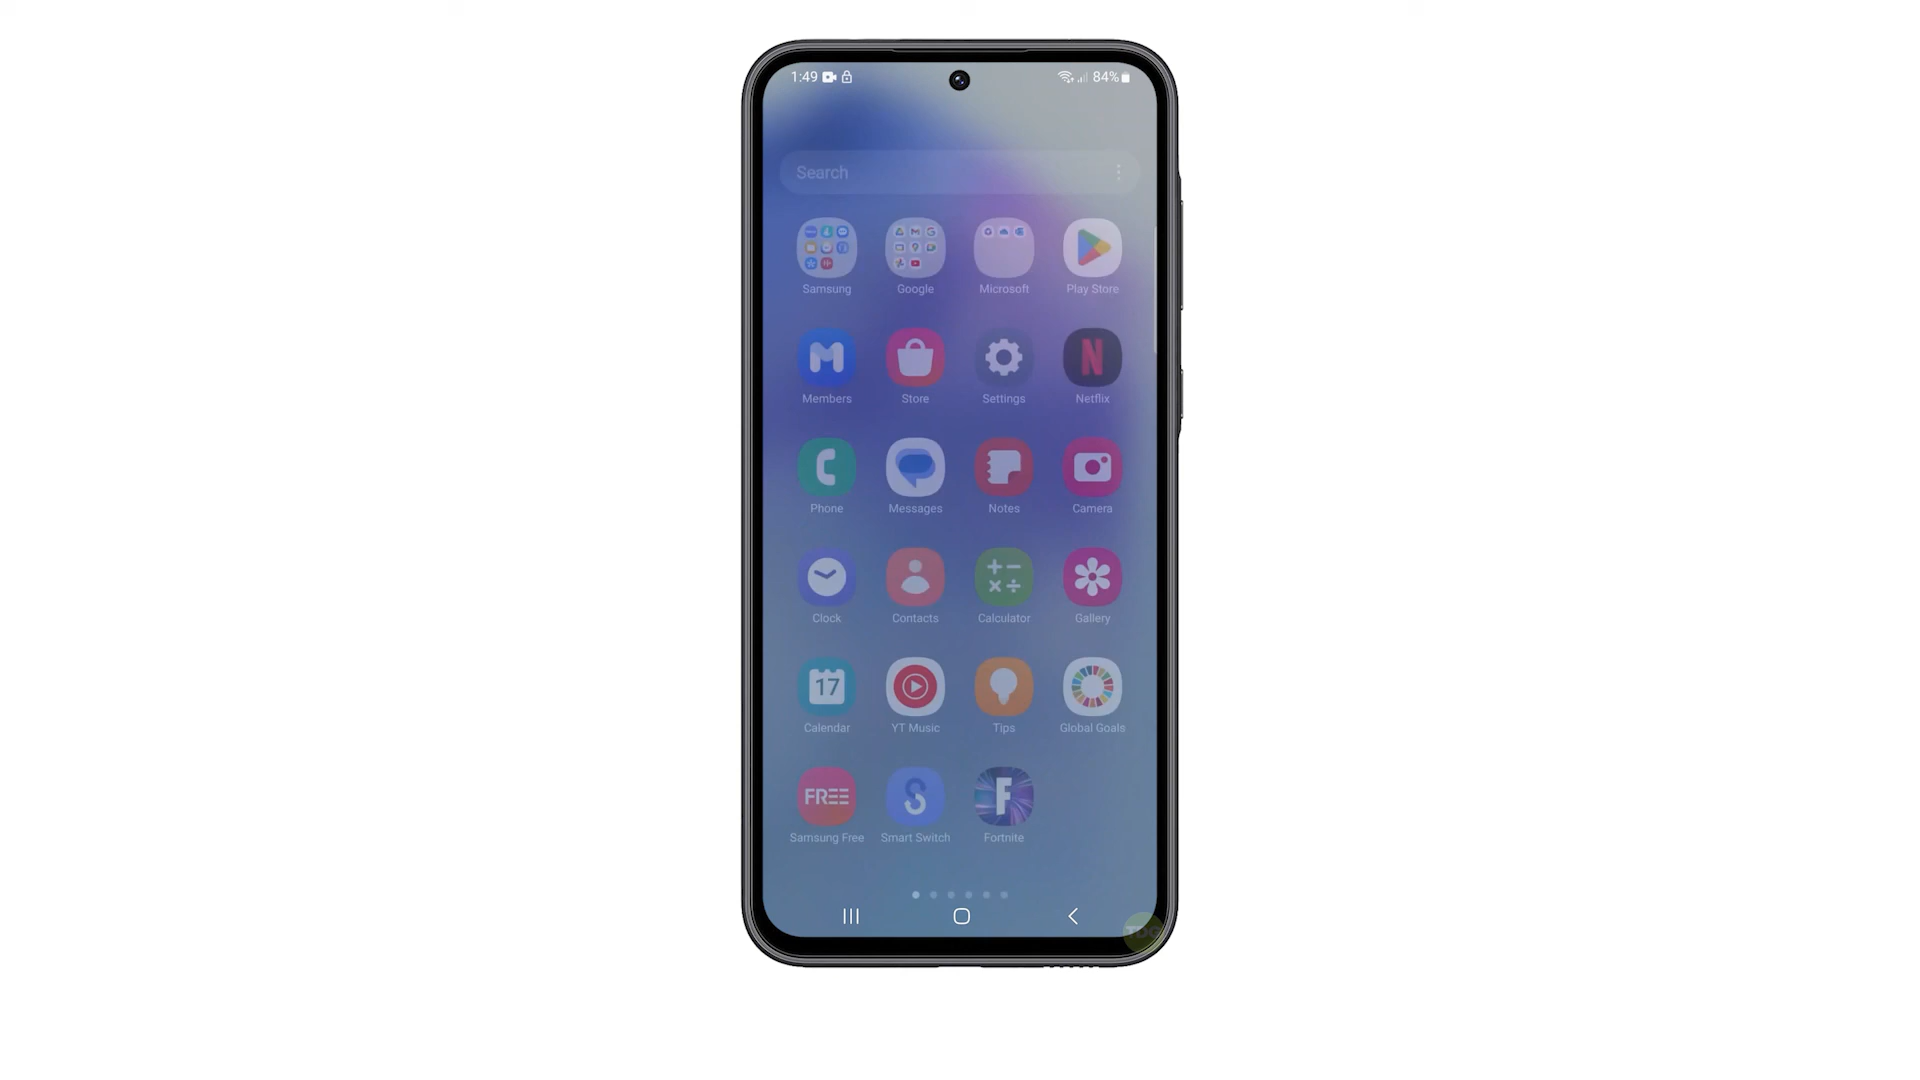 1:49 84%
Search
Samsung Google Microsoft Play Store
Members Store Settings Netflix
Phone Messages Notes Camera
Clock Contacts Calculator Gallery
17
Calendar YT Music Tips Global Goals
FREE
Samsung Free Smart Switch Fortnite